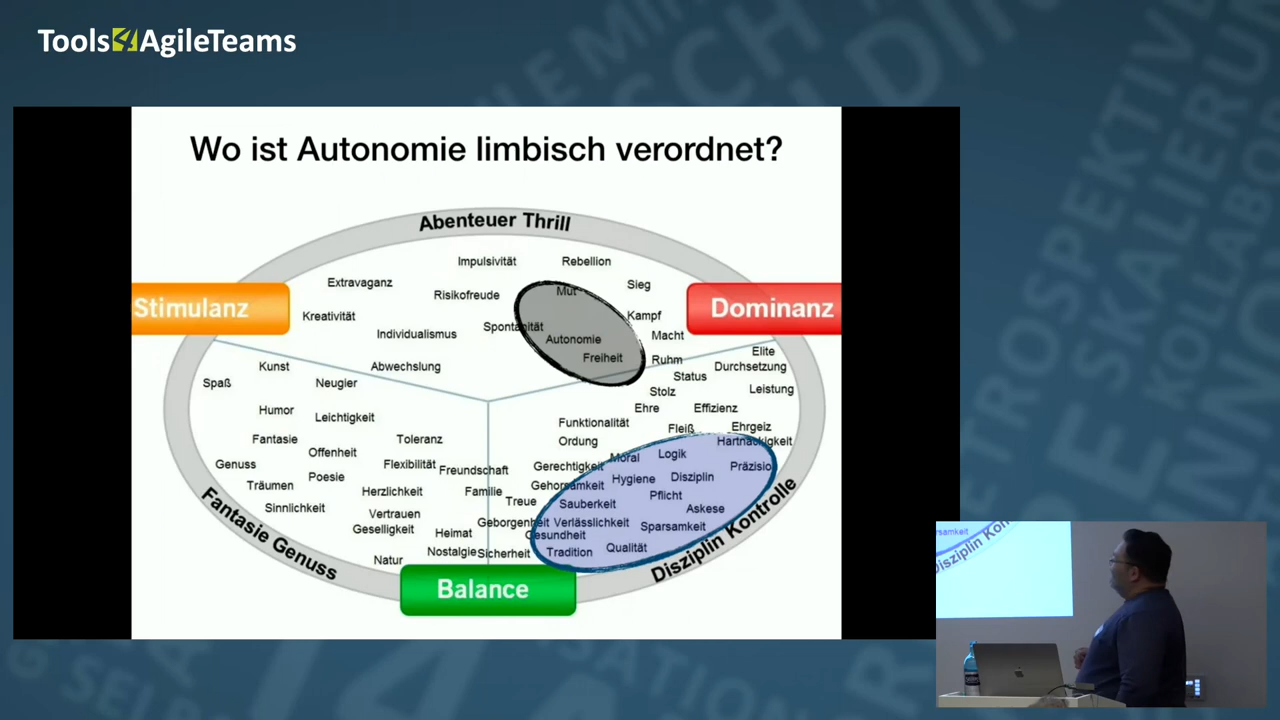 Tools4AgileTeams
Wo ist Autonomie limbisch verordnet?
Abenteuer Thrill
Impulsivität
Rebellion
Extravaganz
Risikofreude
Mut
Sieg
Stimulanz
Dominanz
Kreativität
Kampf
Spontanität
Individualismus
Autonomie
Macht
Freiheit
Ruhm
Elite
Kunst
Abwechslung
Durchsetzung
Spaß
Neugier
Status
Stolz
Leistung
Humor
Leichtigkeit
Ehre
Effizienz
Funktionalität
Fleiß
Ehrgeiz
Fantasie
Toleranz
Ordung
Hartnäckigkeit
Offenheit
Moral
Logik
Genuss
Flexibilität
Freundschaft
Gerechtigkeit
Präzision
Poesie
Träumen
Herzlichkeit
Familie
Gehorsamkeit
Hygiene
Disziplin
Pflicht
Treue
Sauberkeit
Askese
Sinnlichkeit
Vertrauen
Geselligkeit
Geborgenheit
Verlässlichkeit
Sparsamkeit
Heimat
Gesundheit
Natur
Nostalgie
Sicherheit
Tradition
Qualität
Fantasie Genuss
Balance
Disziplin Kontrolle
arsamkeit
Disziplin Kon